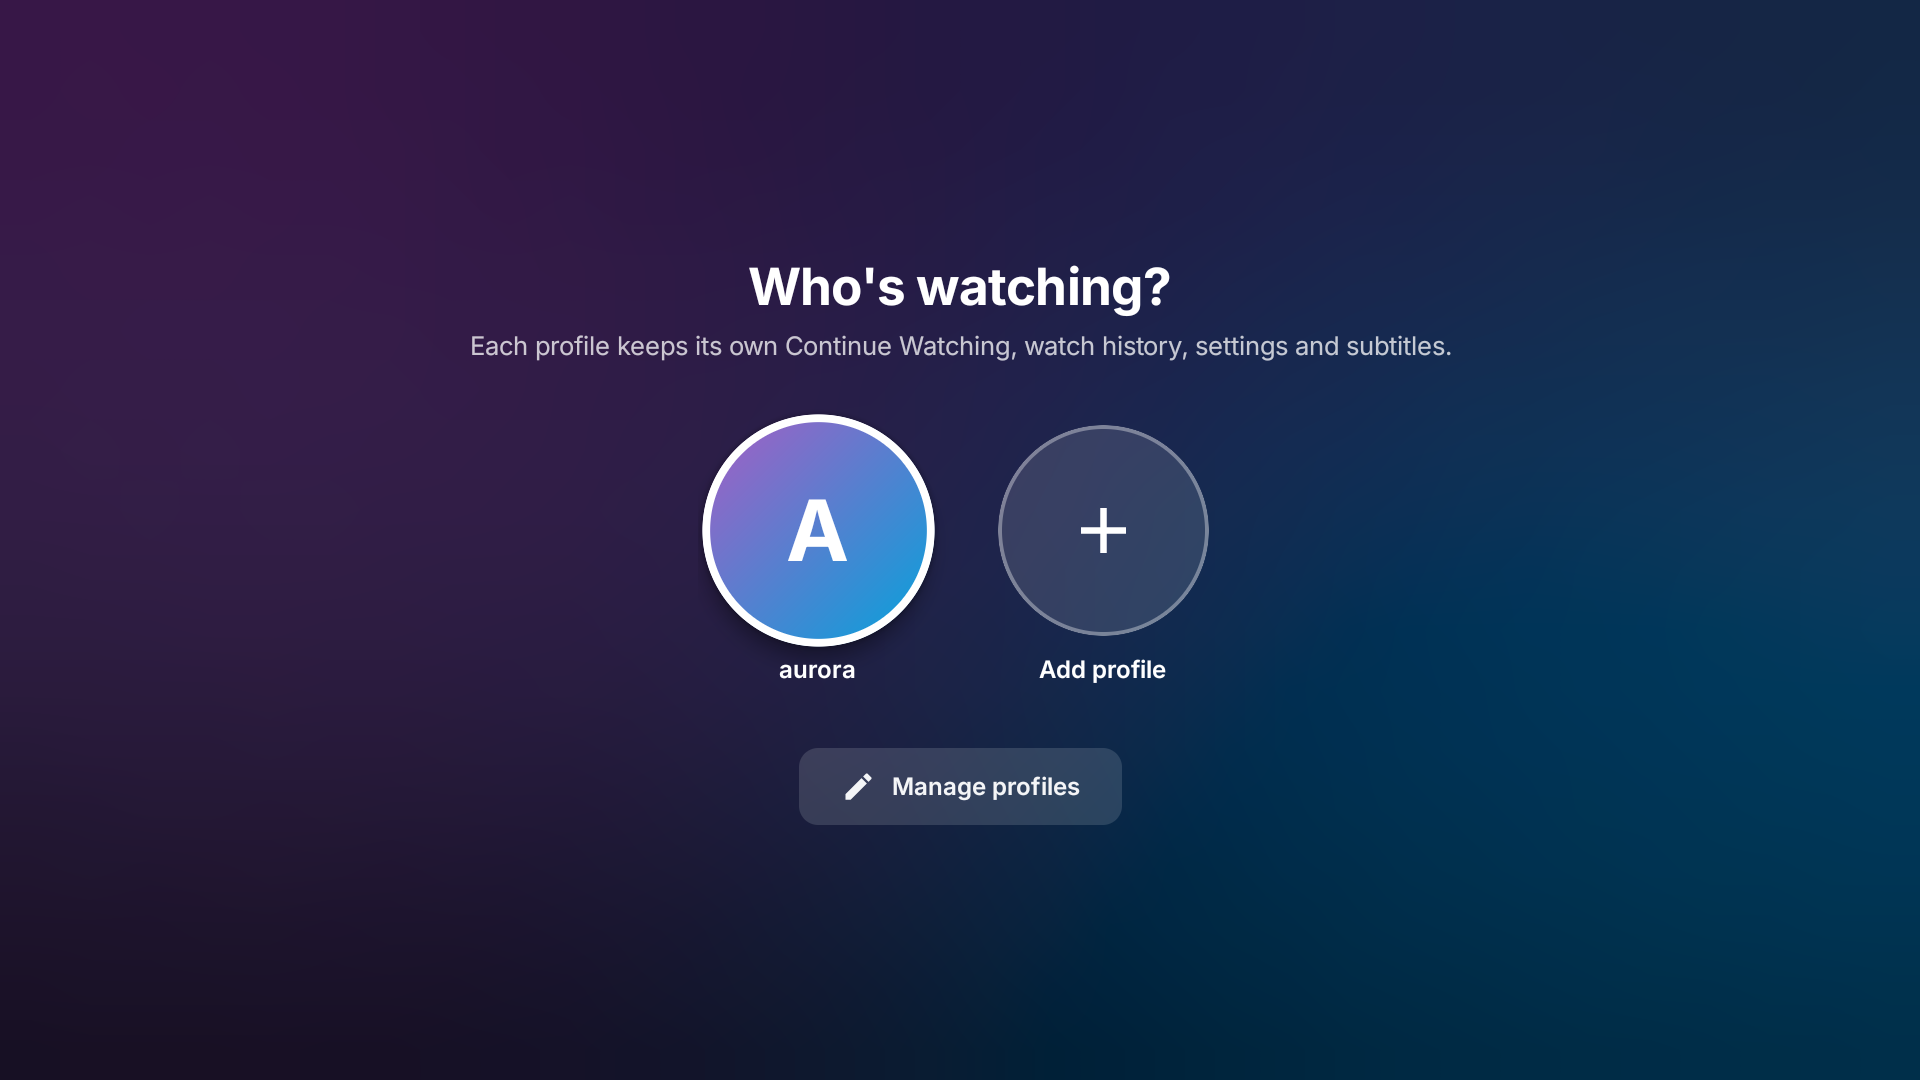 Who's watching?
Each profile keeps its own Continue Watching, watch history, settings and subtitles.
A
aurora
Add profile
Manage profiles